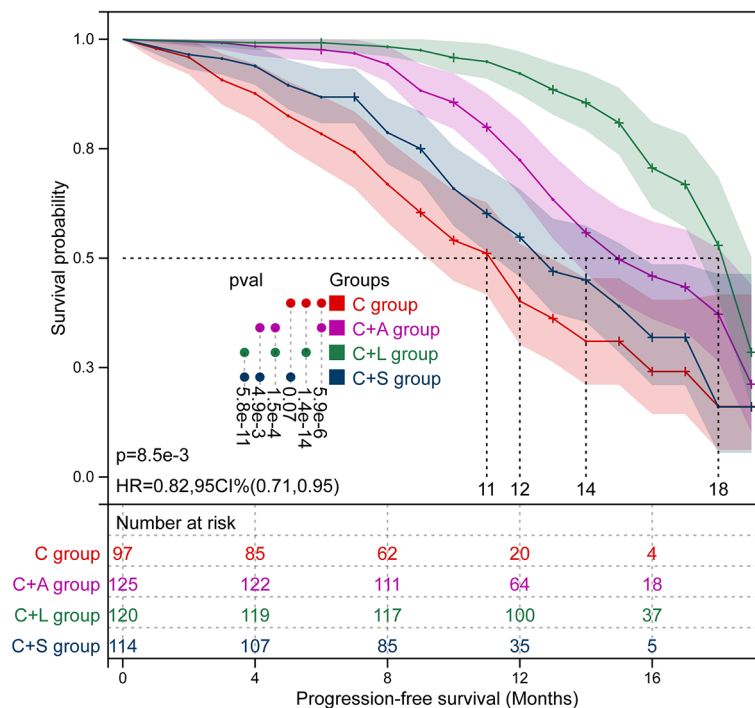 Survival probability
1.0
0.8
0.5
0.3
0.0
pval
Groups
C group
C+A group
C+L group
C+S group
5.8e-11
4.9e-3
1.5e-4
0.07
1.4e-14
5.9e-6
p=8.5e-3
HR=0.82,95CI%(0.71,0.95)
11 12 14 18
Number at risk
C group 97 85 62 20 4
C+A group 125 122 111 64 18
C+L group 120 119 117 100 37
C+S group 114 107 85 35 5
0 4 8 12 16
Progression-free survival (Months)